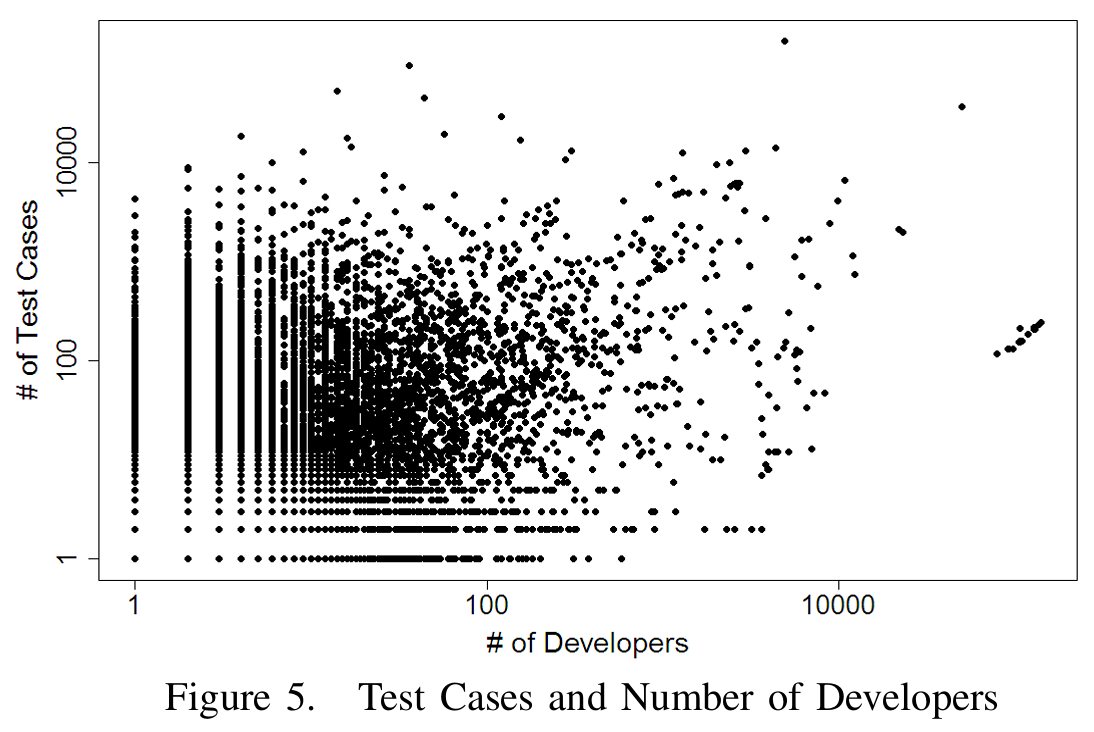 # of Test Cases
10000
100
1
1 100 10000
# of Developers
Figure 5. Test Cases and Number of Developers